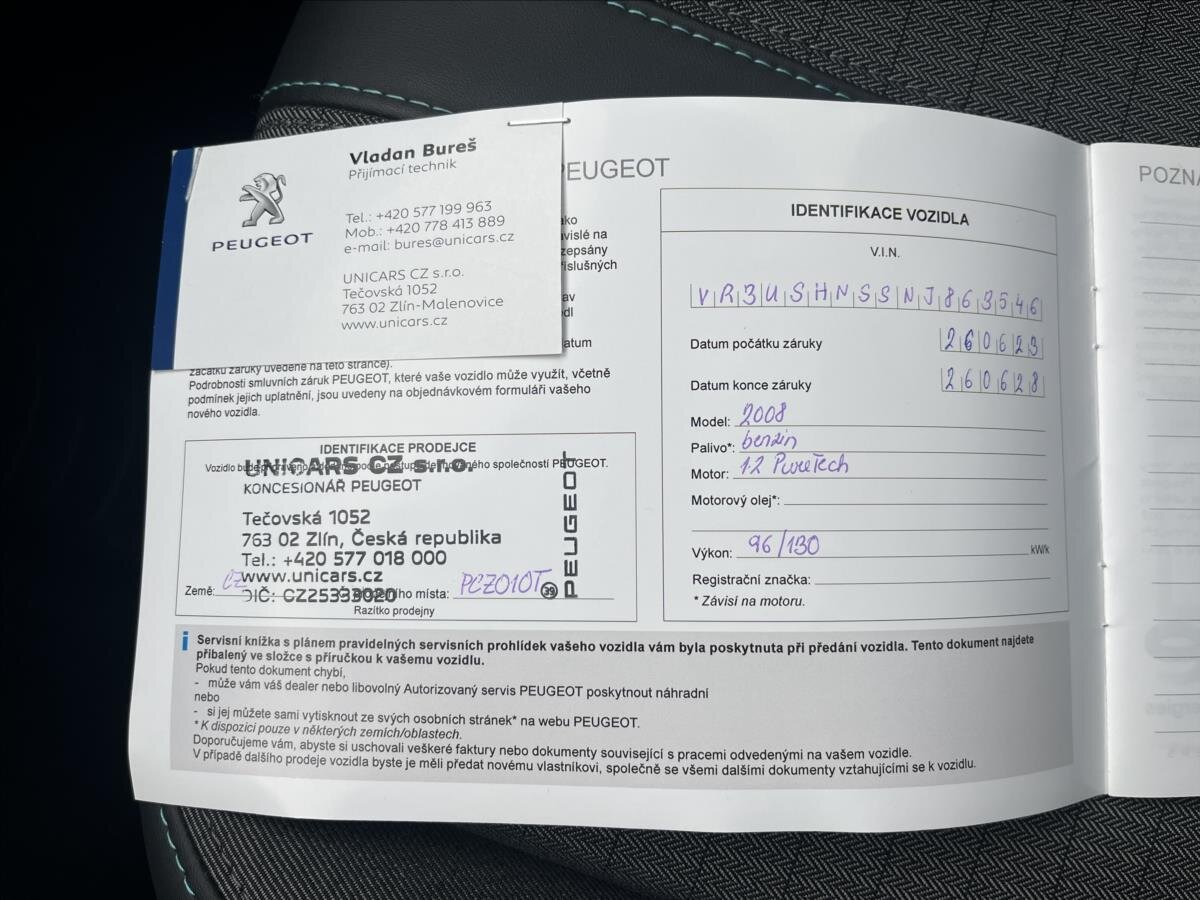 Vladan Bureš
Přijímací technik
PEUGEOT
Tel.: +420 577 199 963
Mob.: +420 778 413 889
e-mail: bures@unicars.cz
UNICARS CZ s.r.o.
Tečovská 1052
763 02 Zlín-Malenovice
www.unicars.cz
PEUGEOT
ako
vislé na
zepsány
íslušných
av
dl
atum
začátku záruky uvedené na této straně).
Podrobnosti smluvních záruk PEUGEOT, které vaše vozidlo může využít, včetně
podmínek jejich uplatnění, jsou uvedeny na objednávkovém formuláři vašeho
nového vozidla.
IDENTIFIKACE PRODEJCE
Vozidlo společností PEUGEOT.
UNICARS CZ s.r.o.
KONCESIONÁŘ PEUGEOT
Tečovská 1052
763 02 Zlín, Česká republika
Tel.: +420 577 018 000
www.unicars.cz
DIČ: CZ25333020
PEUGEOT
39
Země: CZ místa: PCZ010T
Razítko prodejny
IDENTIFIKACE VOZIDLA
V.I.N.
VR3USHNSSNJ863546
Datum počátku záruky 260623
Datum konce záruky 260628
Model: 2008
Palivo*: benzin
Motor: 1.2 PureTech
Motorový olej*:
Výkon: 96/130 kW/k
Registrační značka:
* Závisí na motoru.
i Servisní knížka s plánem pravidelných servisních prohlídek vašeho vozidla vám byla poskytnuta při předání vozidla. Tento dokument najdete
přibalený ve složce s příručkou k vašemu vozidlu.
Pokud tento dokument chybí,
- může vám váš dealer nebo libovolný Autorizovaný servis PEUGEOT poskytnout náhradní
nebo
- si jej můžete sami vytisknout ze svých osobních stránek* na webu PEUGEOT.
* K dispozici pouze v některých zemích/oblastech.
Doporučujeme vám, abyste si uschovali veškeré faktury nebo dokumenty související s pracemi odvedenými na vašem vozidle.
V případě dalšího prodeje vozidla byste je měli předat novému vlastníkovi, společně se všemi dalšími dokumenty vztahujícími se k vozidlu.
POZNÁ